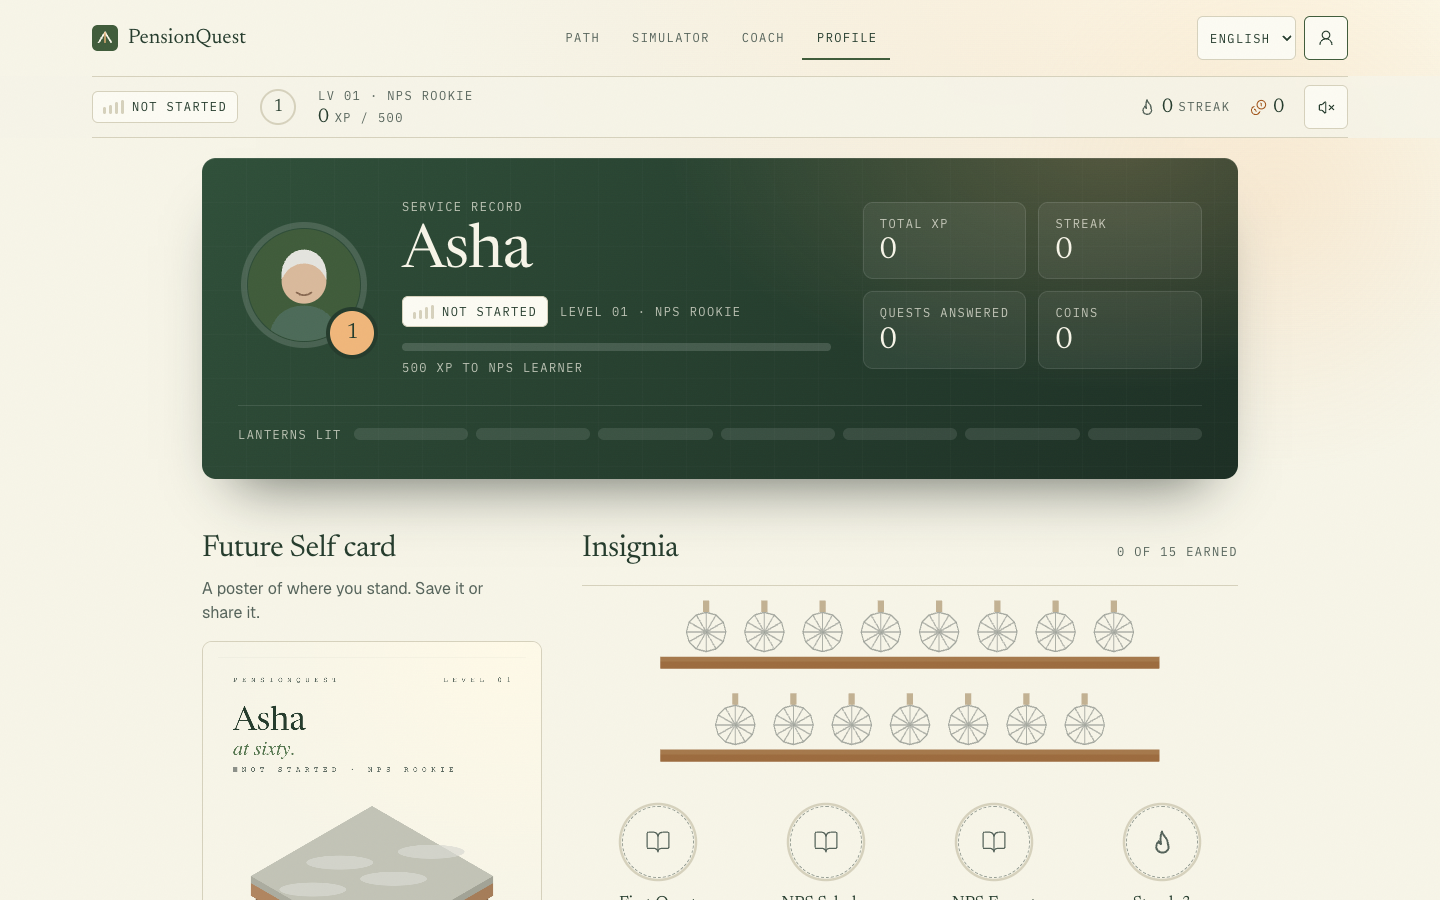 PensionQuest
PATH SIMULATOR COACH PROFILE
ENGLISH
NOT STARTED
1
LV 01 · NPS ROOKIE
0 XP / 500
0 STREAK
0
SERVICE RECORD
Asha
1
NOT STARTED
LEVEL 01 · NPS ROOKIE
500 XP TO NPS LEARNER
TOTAL XP
0
STREAK
0
QUESTS ANSWERED
0
COINS
0
LANTERNS LIT
Future Self card
A poster of where you stand. Save it or
share it.
PENSIONQUEST
LEVEL 01
Asha
at sixty.
NOT STARTED · NPS ROOKIE
Insignia
0 OF 15 EARNED